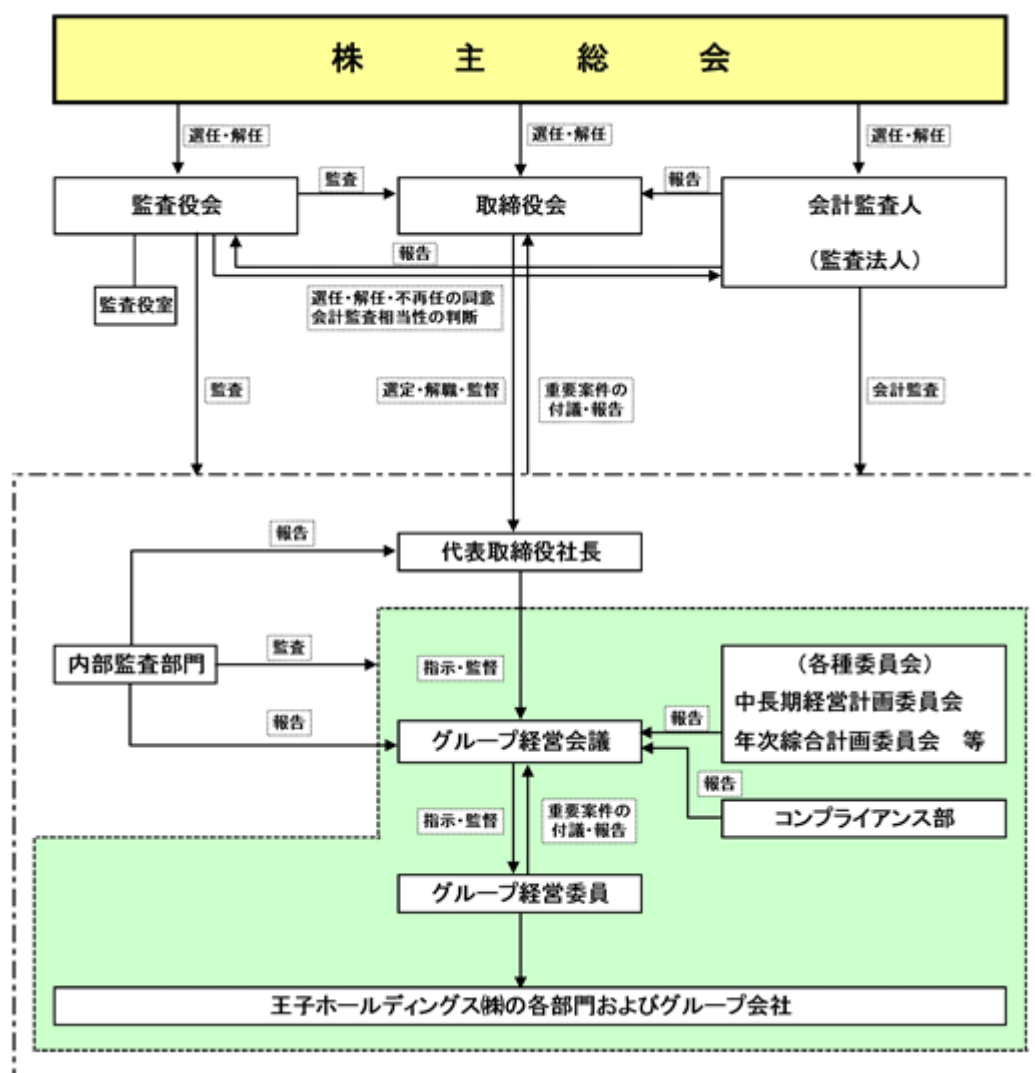 株主総会
選任・解任
選任・解任
選任・解任
監査役会
監査
取締役会
報告
会計監査人
（監査法人）
報告
監査役室
選任・解任・不再任の同意
会計監査相当性の判断
監査
選定・解職・監督
重要案件の
付議・報告
会計監査
報告
代表取締役社長
内部監査部門
監査
指示・監督
（各種委員会）
中長期経営計画委員会
年次綜合計画委員会　等
報告
グループ経営会議
報告
報告
コンプライアンス部
指示・監督
重要案件の
付議・報告
グループ経営委員
王子ホールディングス㈱の各部門およびグループ会社